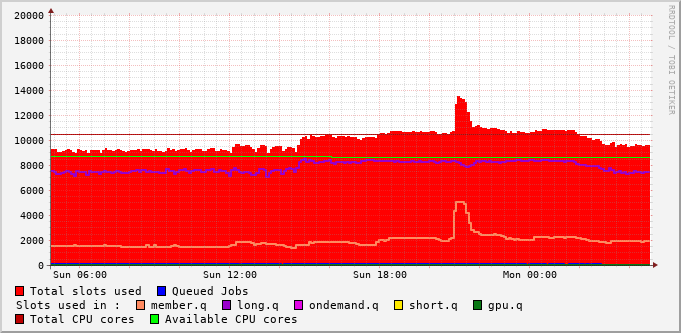 RRDTOOL / TOBI OETIKER
20000
18000
16000
14000
12000
10000
8000
6000
4000
2000
0
Sun 06:00 Sun 12:00 Sun 18:00 Mon 00:00
Total slots used Queued Jobs
Slots used in : member.q long.q ondemand.q short.q gpu.q
Total CPU cores Available CPU cores